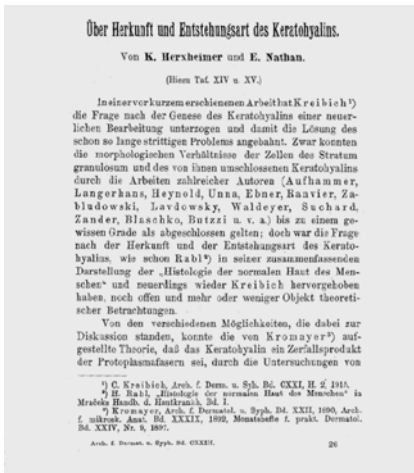 Über Herkunft und Entstehungsart des Keratohyalins.
Von K. Herxheimer und E. Nathan.
(Hierzu Taf. XIV u. XV.)
In einer vor kurzem erschienenen Arbeit hat Kreibich¹)
die Frage nach der Genese des Keratohyalins einer neuer-
lichen Bearbeitung unterzogen und damit die Lösung des
schon so lange strittigen Problems angebahnt. Zwar konnten
die morphologischen Verhältnisse der Zellen des Stratum
granulosum und des von ihnen umschlossenen Keratohyalins
durch die Arbeiten zahlreicher Autoren (Aufhammer,
Langerhans, Heynold, Unna, Ebner, Ranvier, Za-
bludowski, Lavdowsky, Waldeyer, Suchard,
Zander, Blaschko, Butzzi u. v. a.) bis zu einem ge-
wissen Grade als abgeschlossen gelten; doch war die Frage
nach der Herkunft und der Entstehungsart des Kerato-
hyalins, wie schon Rabl²) in seiner zusammenfassenden
Darstellung der „Histologie der normalen Haut des Men-
schen“ und neuerdings wieder Kreibich hervorgehoben
haben, noch offen und mehr oder weniger Objekt theoreti-
scher Betrachtungen.
Von den verschiedenen Möglichkeiten, die dabei zur
Diskussion standen, konnte die von Kromayer³) auf-
gestellte Theorie, daß das Keratohyalin ein Zerfallsprodukt
der Protoplasmafasern sei, durch die Untersuchungen von
¹) C. Kreibich, Arch. f. Derm. u. Syh. Bd. CXXI, H. 2, 1915.
²) H. Rabl, „Histologie der normalen Haut des Menschen“ in
Mračeks Handb. d. Hautkrankh. Bd. I.
³) Kromayer, Arch. f. Dermatol. u. Syph. Bd. XXII, 1890, Arch.
f. mikrosk. Anat. Bd. XXXIX, 1892, Monatshefte f. prakt. Dermatol.
Bd. XXIV, Nr. 9, 1897.
Arch. f. Dermat. u. Syph. Bd. CXXIII. 26